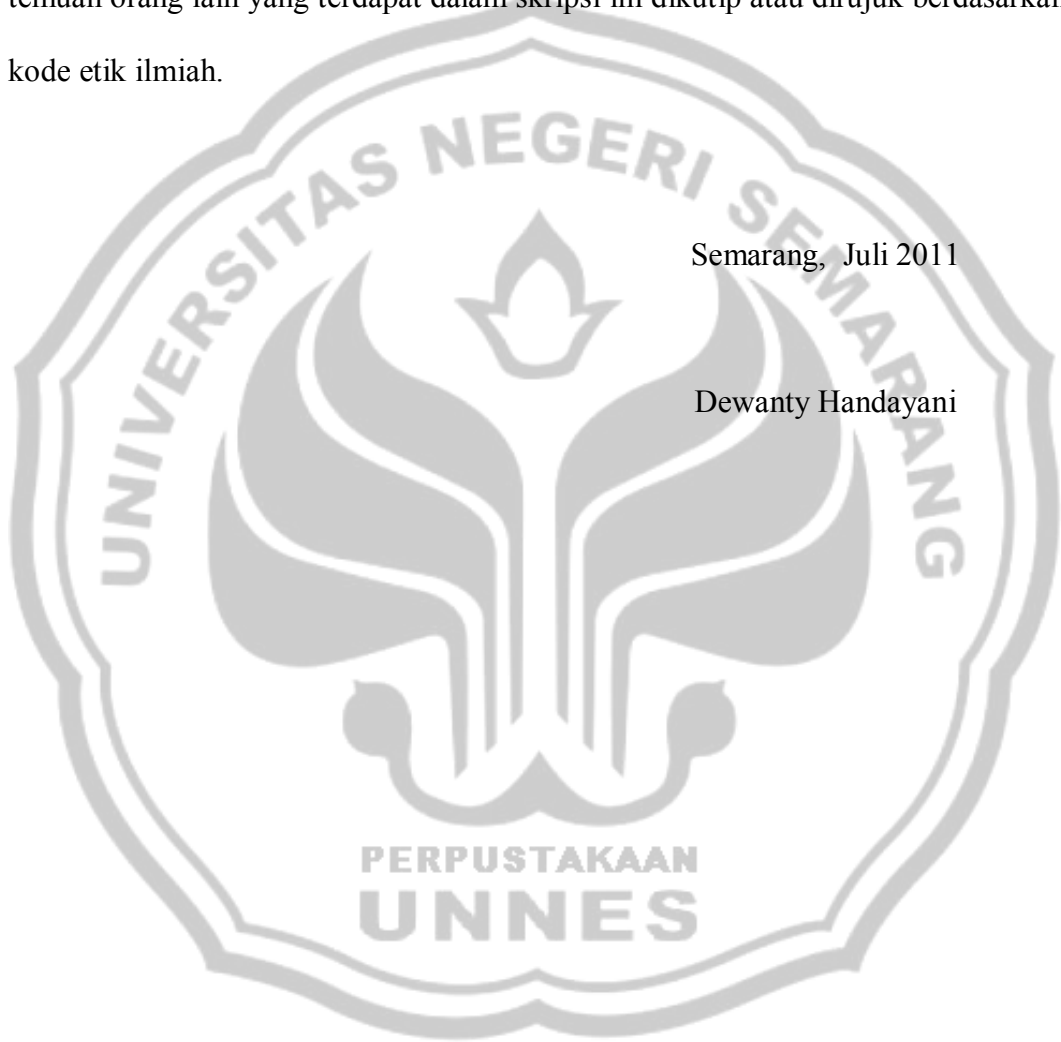 temuan orang lain yang terdapat dalam skripsi ini dikutip atau dirujuk berdasarkan
kode etik ilmiah.
UNIVERSITAS NEGERI SEMARANG
Semarang, Juli 2011
Dewanty Handayani
PERPUSTAKAAN
UNNES